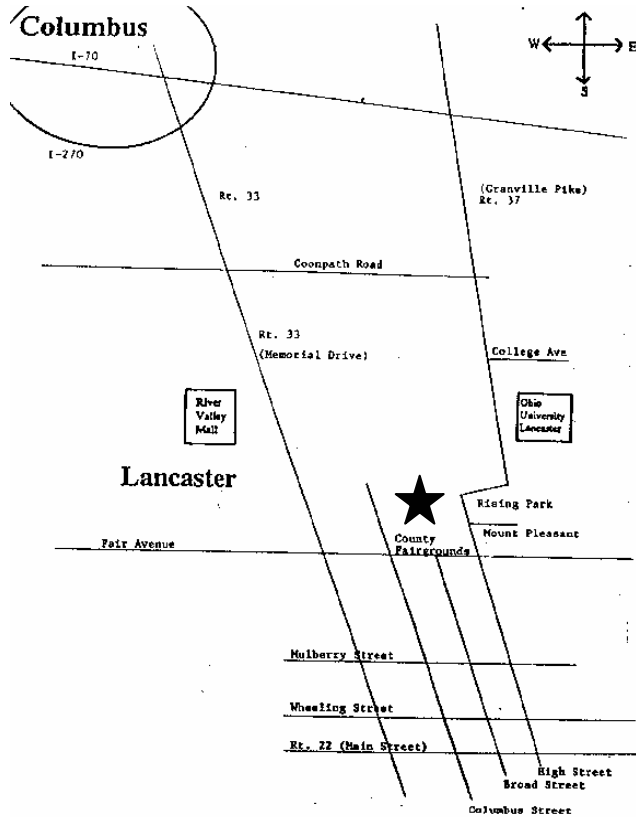 Columbus
I-70
W
E
S
I-270
Rt. 33
(Granville Pike)
Rt. 37
Coonpath Road
Rt. 33
(Memorial Drive)
College Ave
River
Valley
Mall
Ohio
University
Lancaster
Lancaster
Rising Park
Mount Pleasant
County
Fairgrounds
Fair Avenue
Mulberry Street
Wheeling Street
Rt. 22 (Main Street)
High Street
Broad Street
Columbus Street